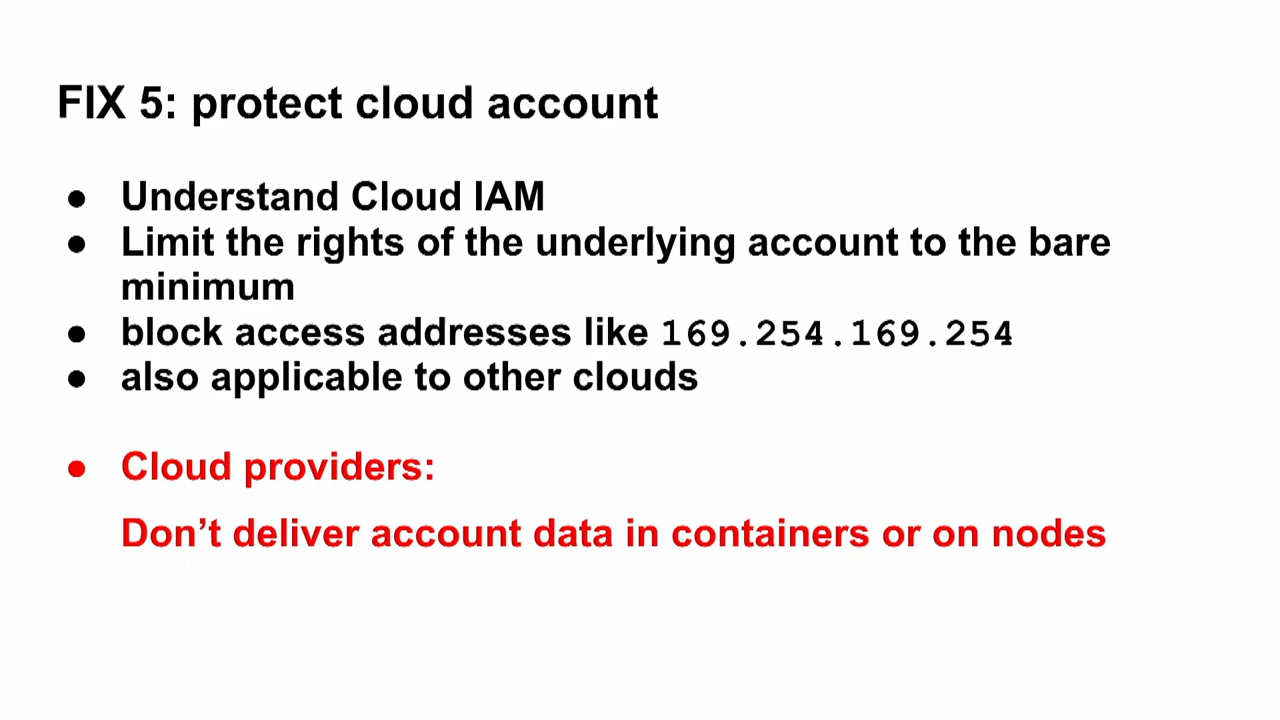 FIX 5: protect cloud account
● Understand Cloud IAM
● Limit the rights of the underlying account to the bare
minimum
● block access addresses like 169.254.169.254
● also applicable to other clouds
● Cloud providers:
Don’t deliver account data in containers or on nodes